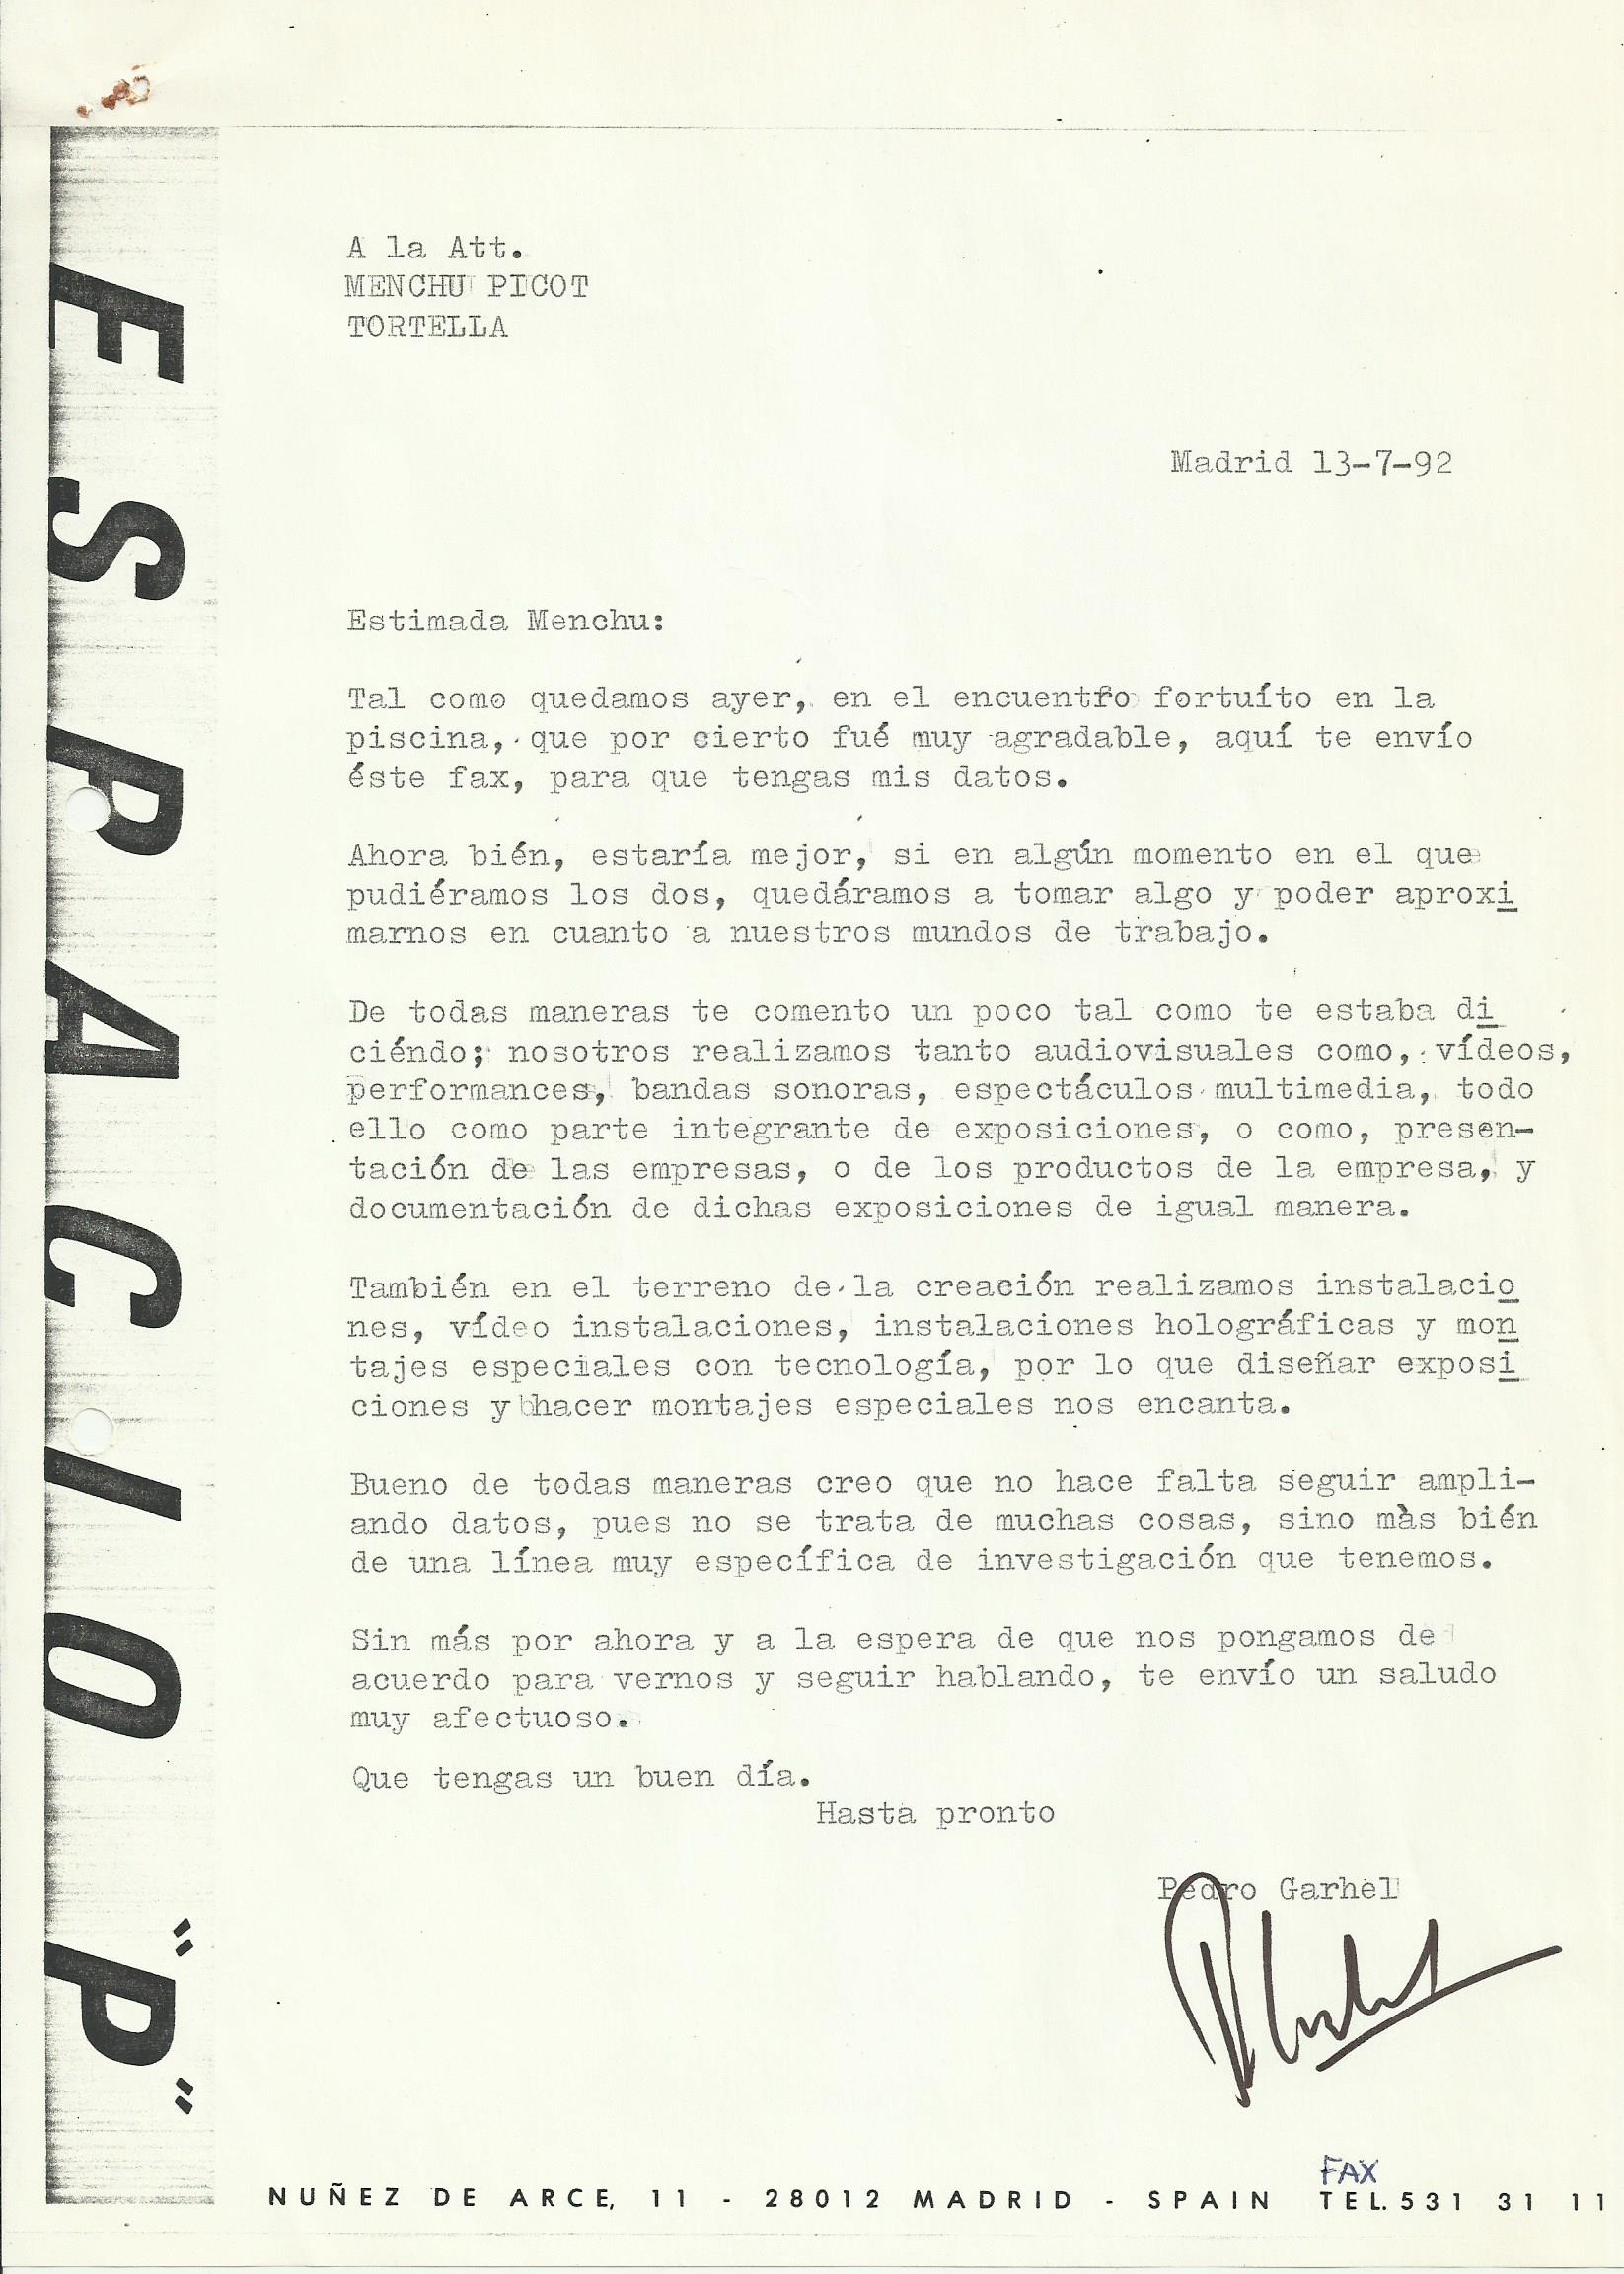 ESPACIO "P"
A la Att.
MENCHU PICOT
TORTELLA
Madrid 13-7-92
Estimada Menchu:
Tal como quedamos ayer, en el encuentro fortuíto en la
piscina, que por cierto fué muy agradable, aquí te envío
éste fax, para que tengas mis datos.
Ahora bién, estaría mejor, si en algún momento en el que
pudiéramos los dos, quedáramos a tomar algo y poder aproxi
marnos en cuanto a nuestros mundos de trabajo.
De todas maneras te comento un poco tal como te estaba di
ciéndo; nosotros realizamos tanto audiovisuales como, vídeos,
performances, bandas sonoras, espectáculos multimedia, todo
ello como parte integrante de exposiciones, o como, presen-
tación de las empresas, o de los productos de la empresa, y
documentación de dichas exposiciones de igual manera.
También en el terreno de la creación realizamos instalacio
nes, vídeo instalaciones, instalaciones holográficas y mon
tajes especiales con tecnología, por lo que diseñar exposi
ciones y hacer montajes especiales nos encanta.
Bueno de todas maneras creo que no hace falta seguir ampli-
ando datos, pues no se trata de muchas cosas, sino màs bién
de una línea muy específica de investigación que tenemos.
Sin más por ahora y a la espera de que nos pongamos de
acuerdo para vernos y seguir hablando, te envío un saludo
muy afectuoso.
Que tengas un buen día.
Hasta pronto
Pedro Garhel
FAX
NUÑEZ DE ARCE, 11 - 28012 MADRID - SPAIN TEL. 531 31 11